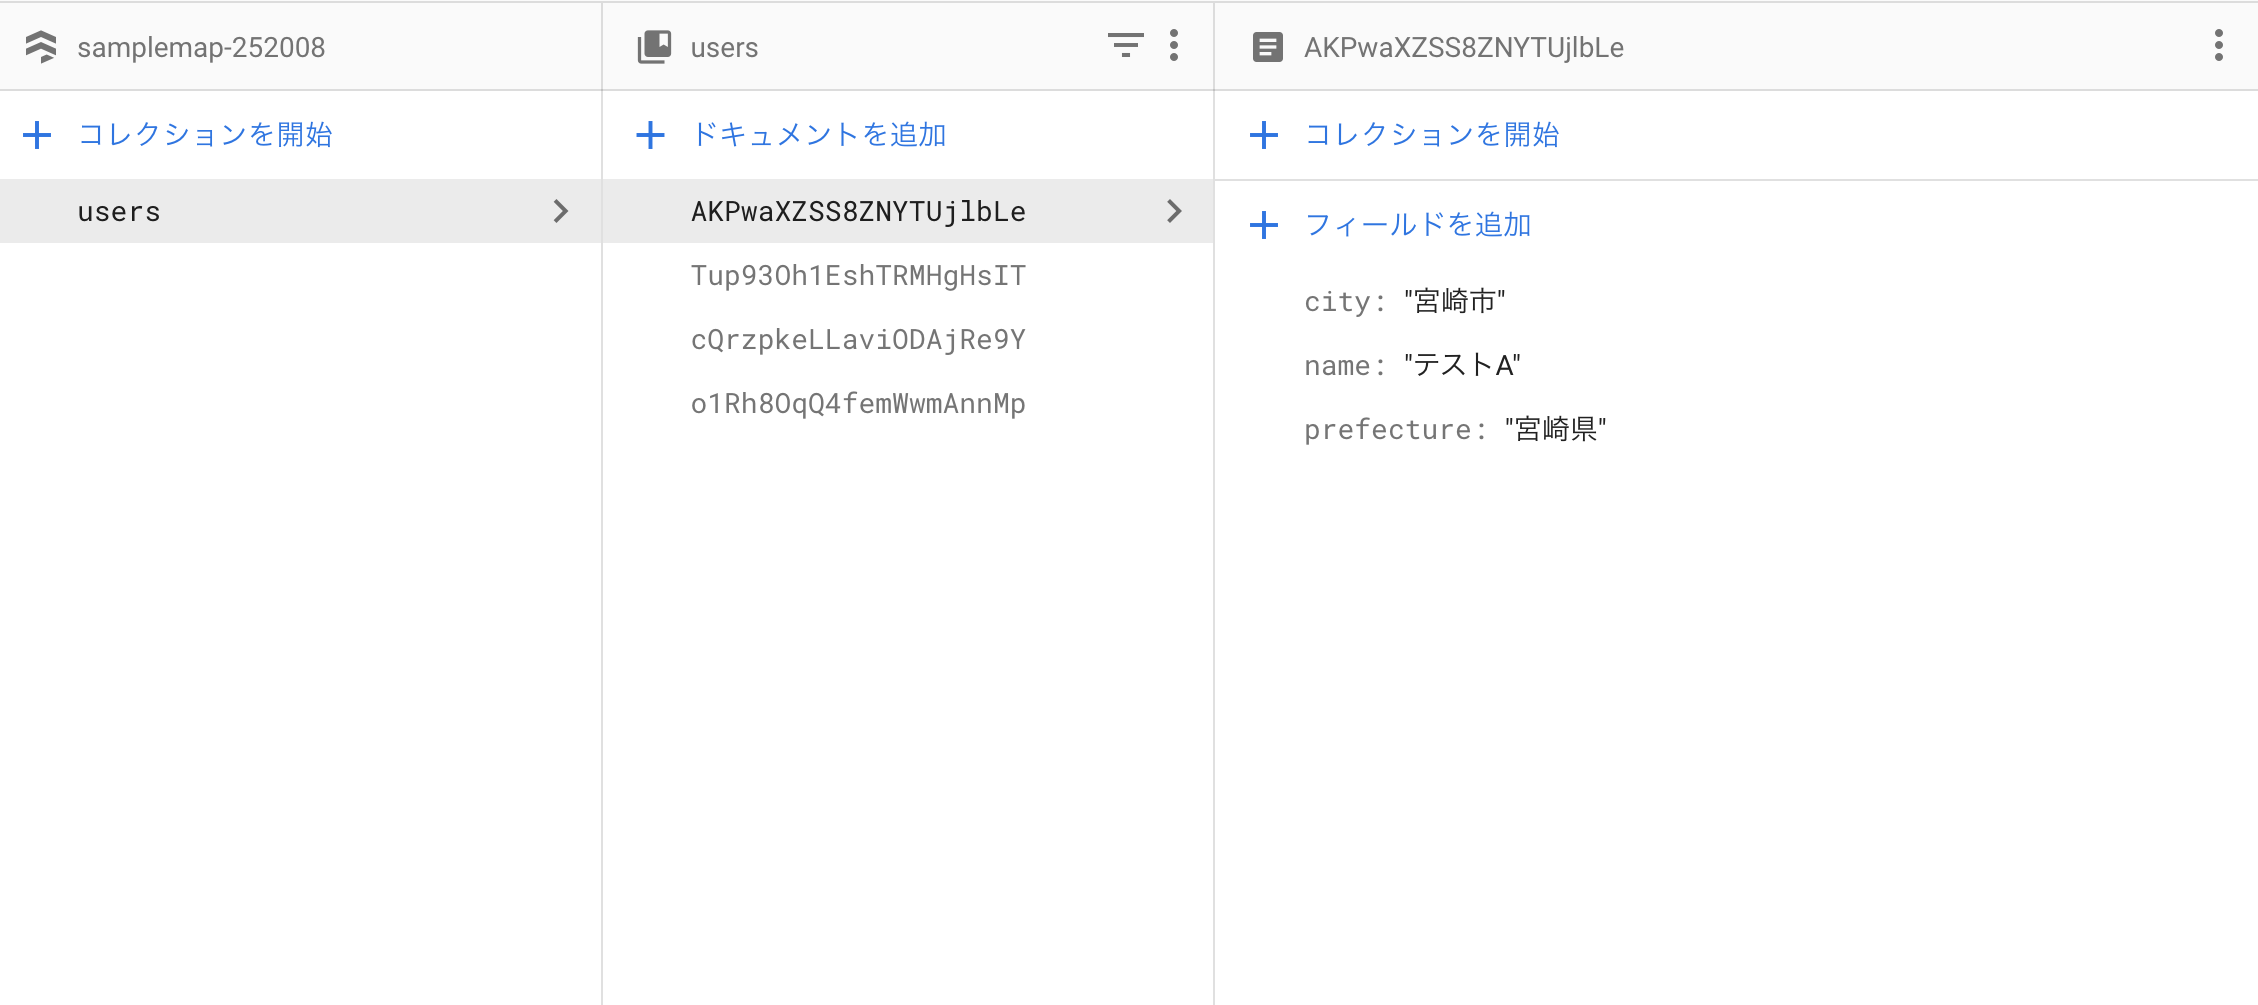 samplemap-252008
コレクションを開始
users
users
ドキュメントを追加
AKPwaXZSS8ZNYTUjlbLe
Tup93Oh1EshTRMHgHsIT
cQrzpkeLLaviODAjRe9Y
o1Rh8OqQ4femWwmAnnMp
AKPwaXZSS8ZNYTUjlbLe
コレクションを開始
フィールドを追加
city: "宮崎市"
name: "テストA"
prefecture: "宮崎県"